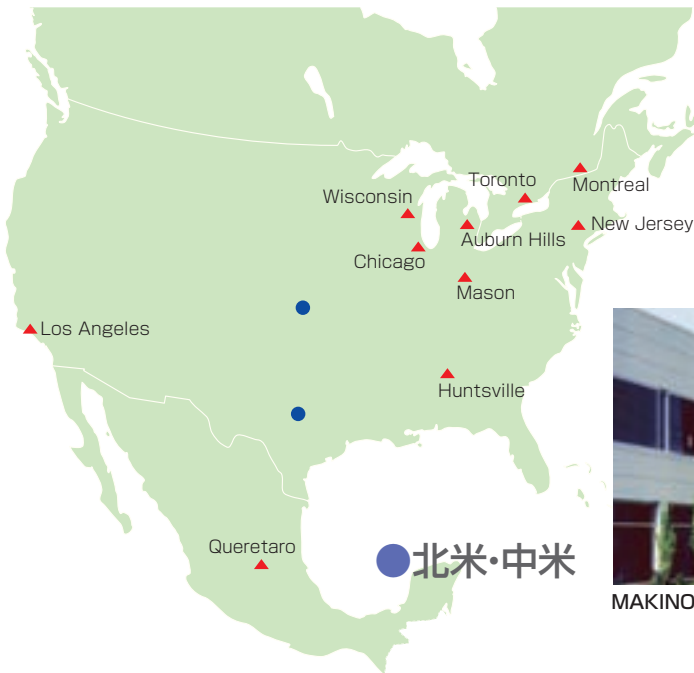 Toronto
Montreal
Wisconsin
New Jersey
Auburn Hills
Chicago
Mason
Los Angeles
Huntsville
Queretaro
北米・中米
MAKINO